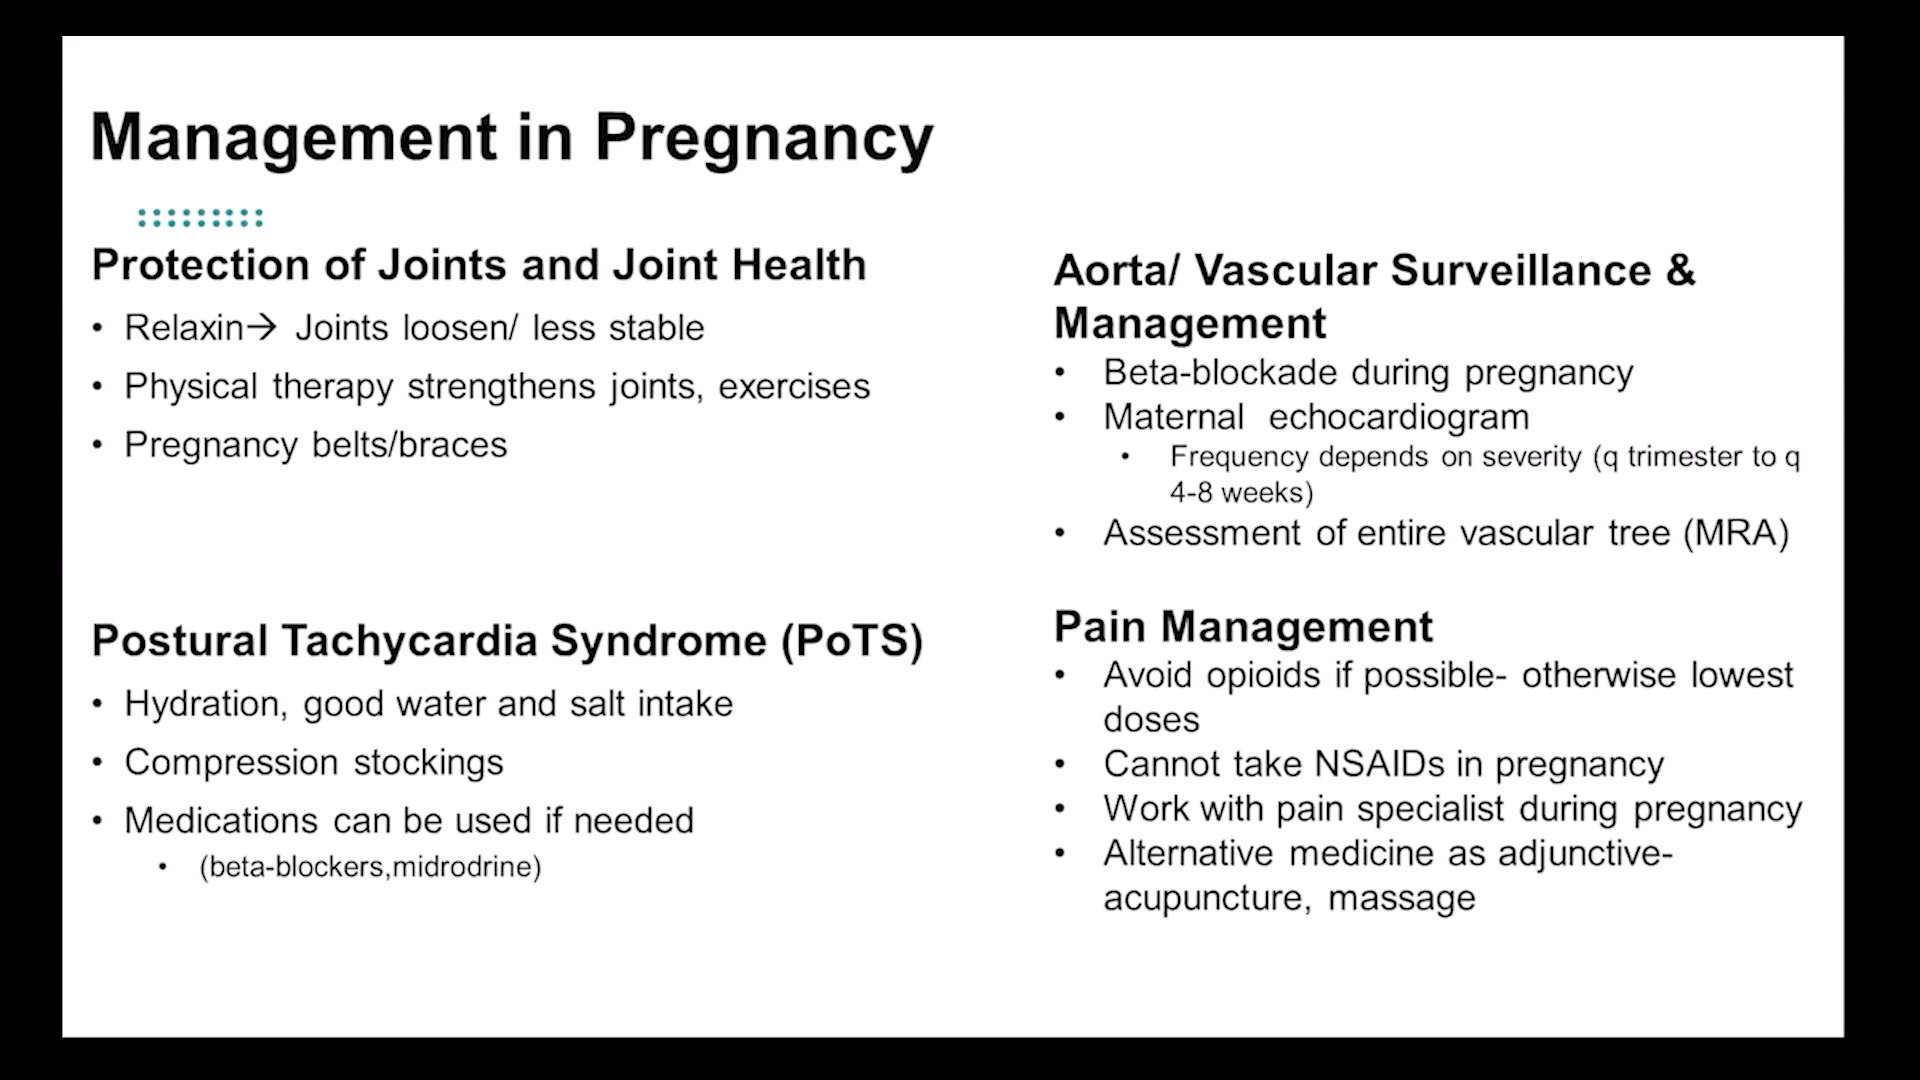 Management in Pregnancy
Protection of Joints and Joint Health
• Relaxin→ Joints loosen/ less stable
• Physical therapy strengthens joints, exercises
• Pregnancy belts/braces
Postural Tachycardia Syndrome (PoTS)
• Hydration, good water and salt intake
• Compression stockings
• Medications can be used if needed
• (beta-blockers,midrodrine)
Aorta/ Vascular Surveillance &
Management
• Beta-blockade during pregnancy
• Maternal echocardiogram
• Frequency depends on severity (q trimester to q
4-8 weeks)
• Assessment of entire vascular tree (MRA)
Pain Management
• Avoid opioids if possible- otherwise lowest
doses
• Cannot take NSAIDs in pregnancy
• Work with pain specialist during pregnancy
• Alternative medicine as adjunctive-
acupuncture, massage